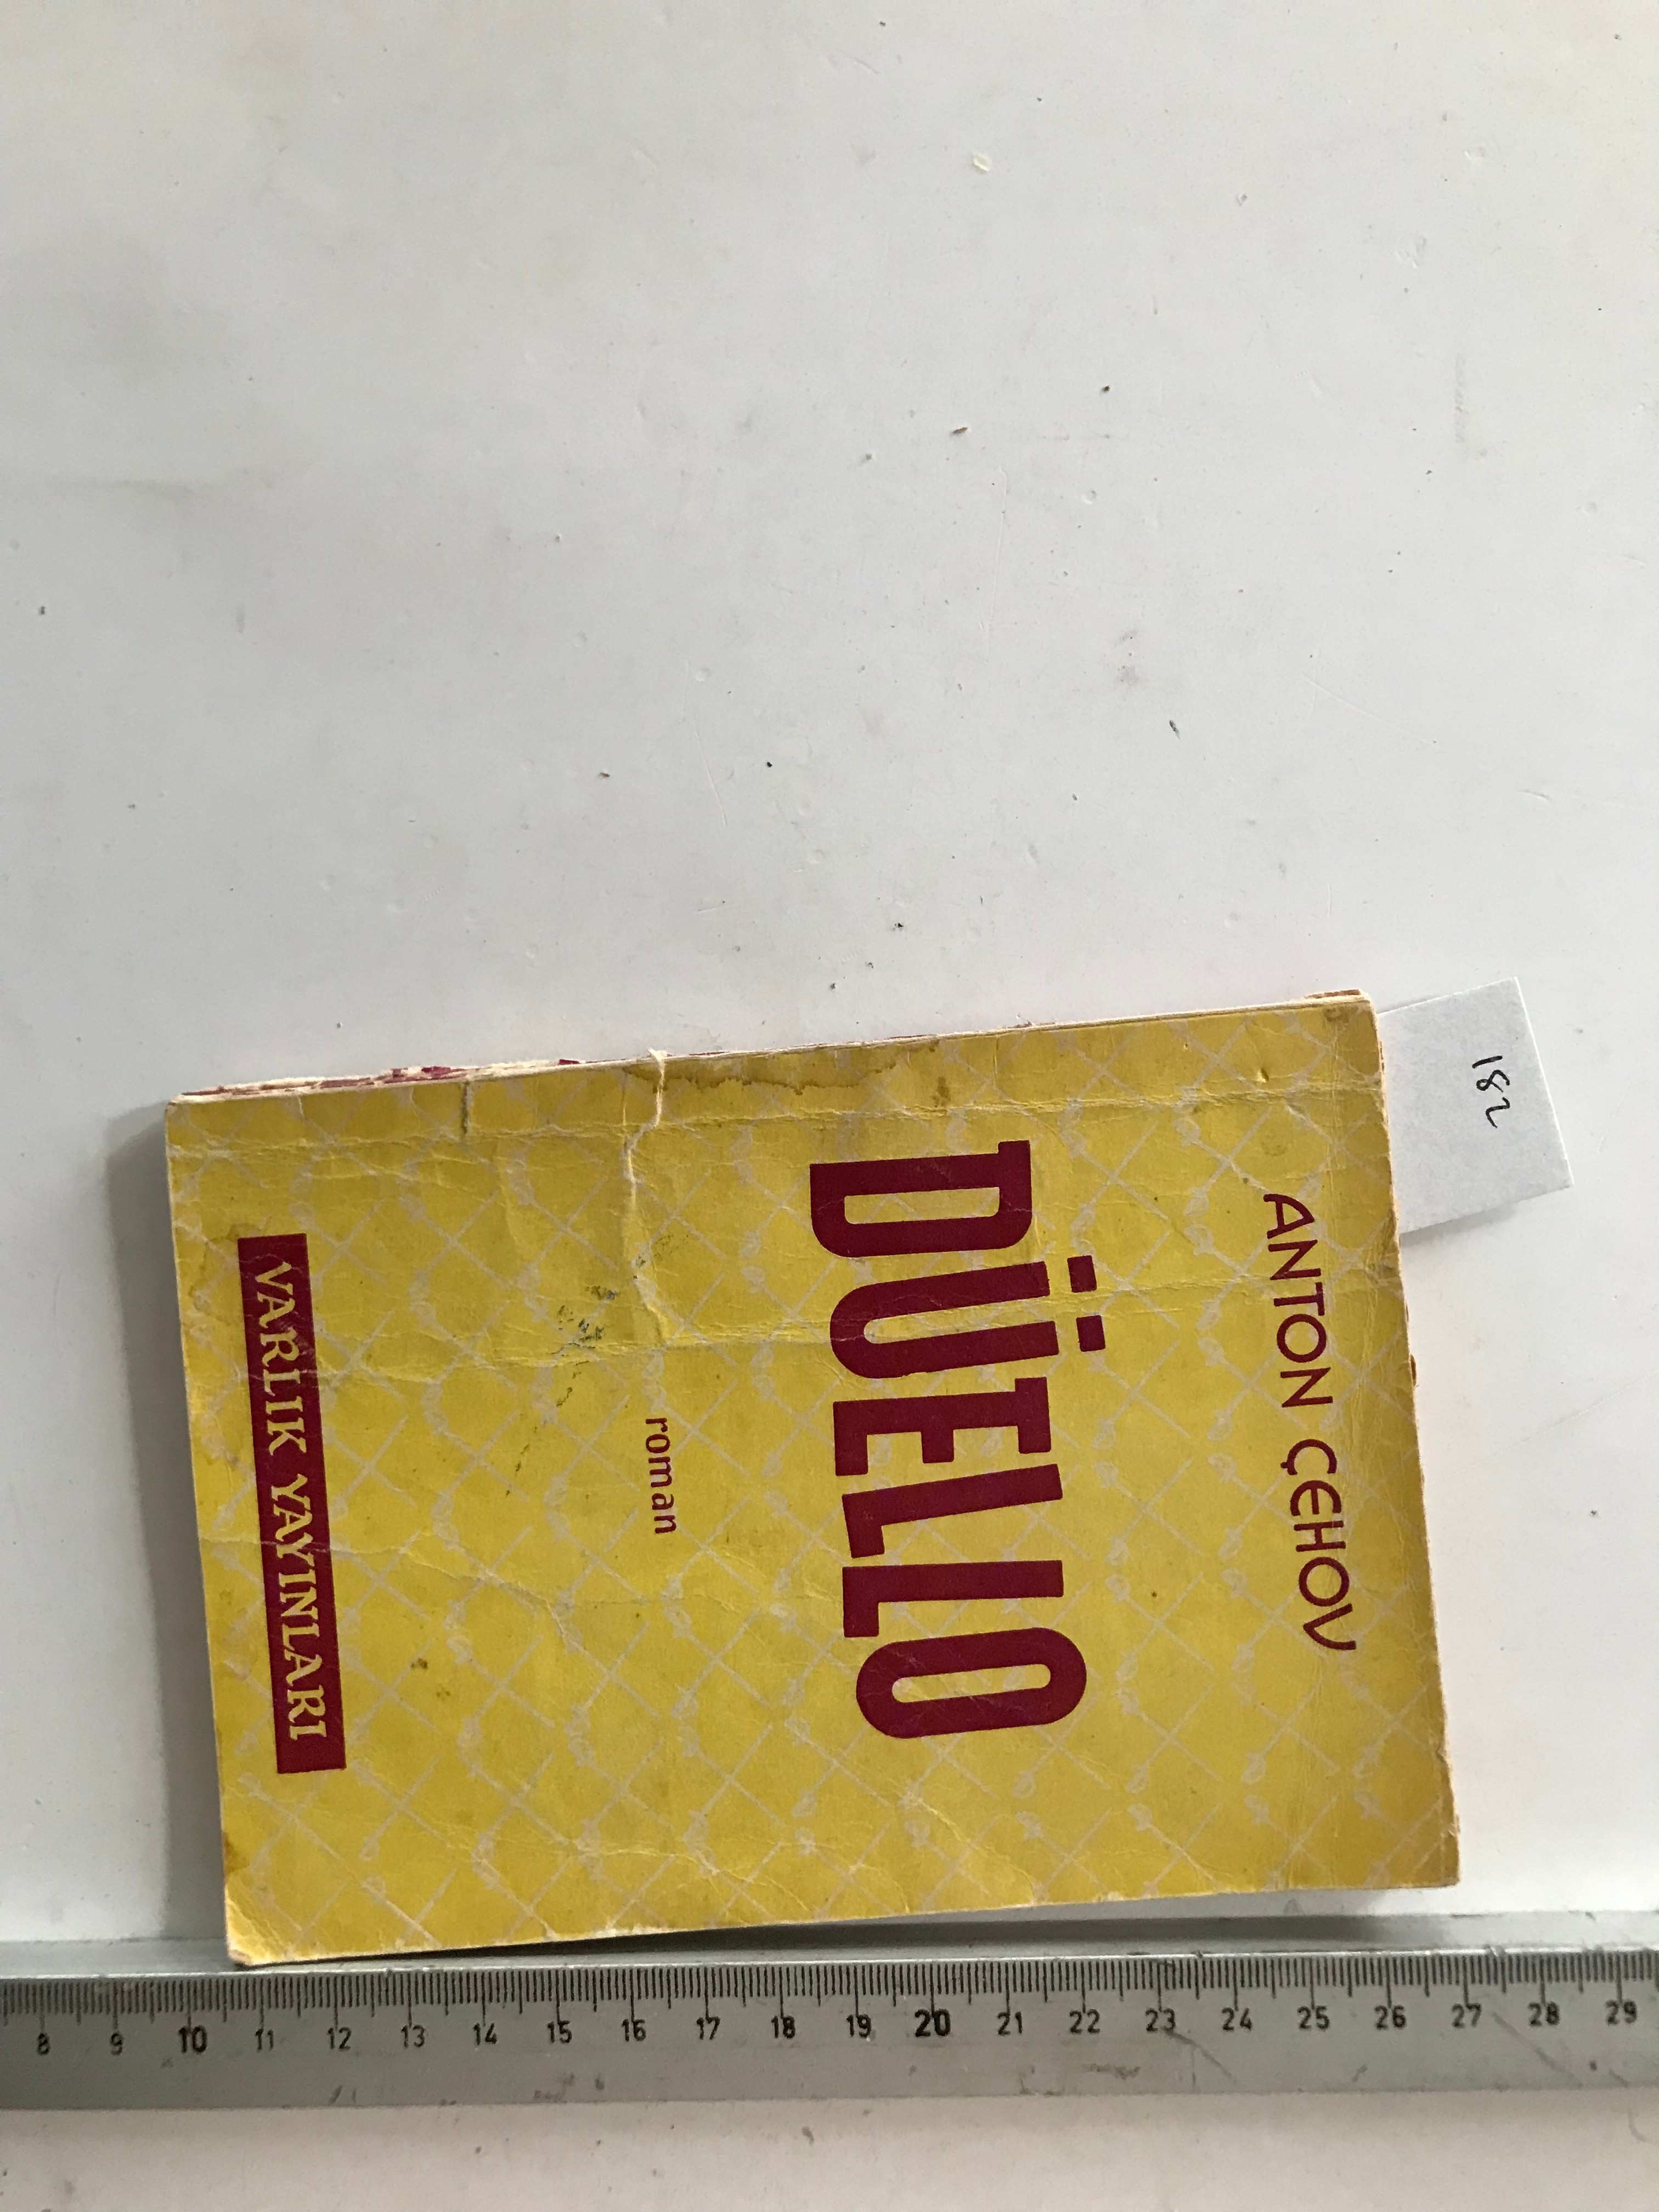 182
ANTON ÇEHOV
DÜELLO
roman
VARLIK YAYINLARI
8 9 10 11 12 13 14 15 16 17 18 19 20 21 22 23 24 25 26 27 28 29